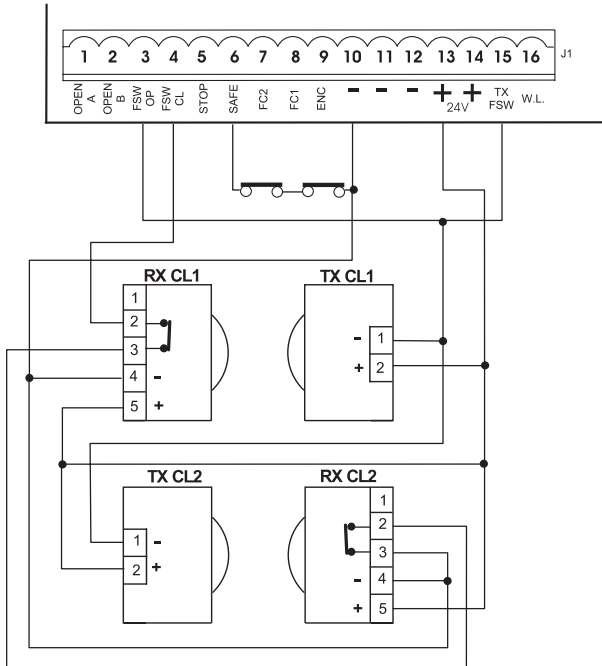 1 2 3 4 5 6 7 8 9 10 11 12 13 14 15 16 J1
OPEN A
OPEN B
FSW OP
FSW CL
STOP
SAFE
FC2
FC1
ENC
- - -
+ +
24V
TX FSW
W.L.
RX CL1
1
2
3
4 -
5 +
TX CL1
- 1
+ 2
TX CL2
1 -
2 +
RX CL2
1
2
3
- 4
+ 5